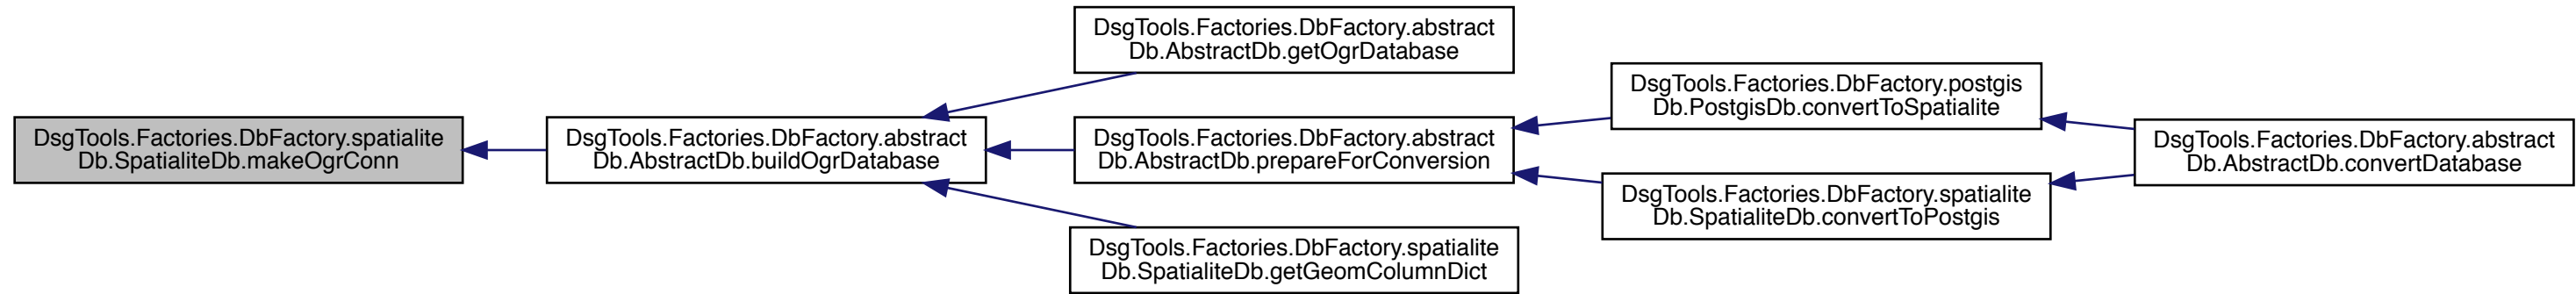 DsgTools.Factories.DbFactory.spatialite
Db.SpatialiteDb.makeOgrConn
DsgTools.Factories.DbFactory.abstract
Db.AbstractDb.buildOgrDatabase
DsgTools.Factories.DbFactory.abstract
Db.AbstractDb.getOgrDatabase
DsgTools.Factories.DbFactory.abstract
Db.AbstractDb.prepareForConversion
DsgTools.Factories.DbFactory.spatialite
Db.SpatialiteDb.getGeomColumnDict
DsgTools.Factories.DbFactory.postgis
Db.PostgisDb.convertToSpatialite
DsgTools.Factories.DbFactory.spatialite
Db.SpatialiteDb.convertToPostgis
DsgTools.Factories.DbFactory.abstract
Db.AbstractDb.convertDatabase